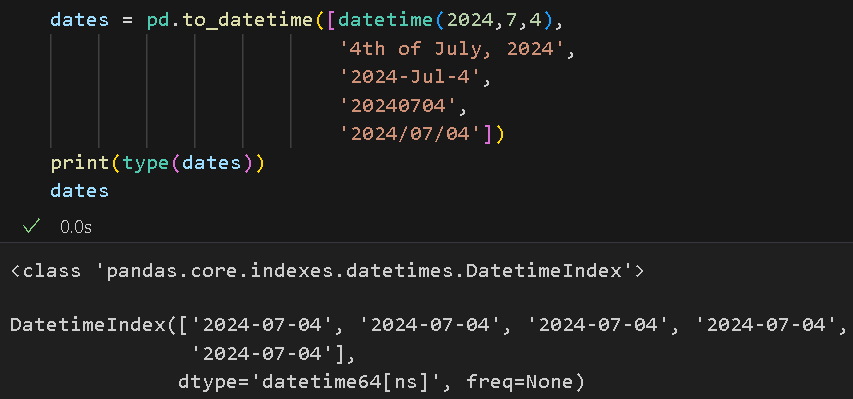 dates = pd.to_datetime([datetime(2024,7,4),
'4th of July, 2024',
'2024-Jul-4',
'20240704',
'2024/07/04'])
print(type(dates))
dates
0.0s
<class 'pandas.core.indexes.datetimes.DatetimeIndex'>
DatetimeIndex(['2024-07-04', '2024-07-04', '2024-07-04', '2024-07-04',
'2024-07-04'],
dtype='datetime64[ns]', freq=None)